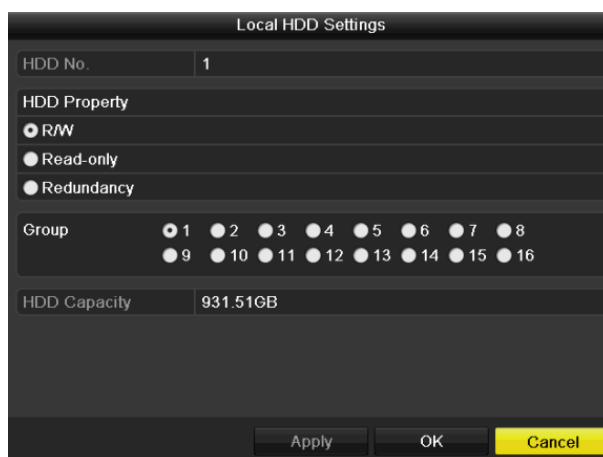 Local HDD Settings
HDD No. 1
HDD Property
R/W
Read-only
Redundancy
Group 1 2 3 4 5 6 7 8
9 10 11 12 13 14 15 16
HDD Capacity 931.51GB
Apply OK Cancel